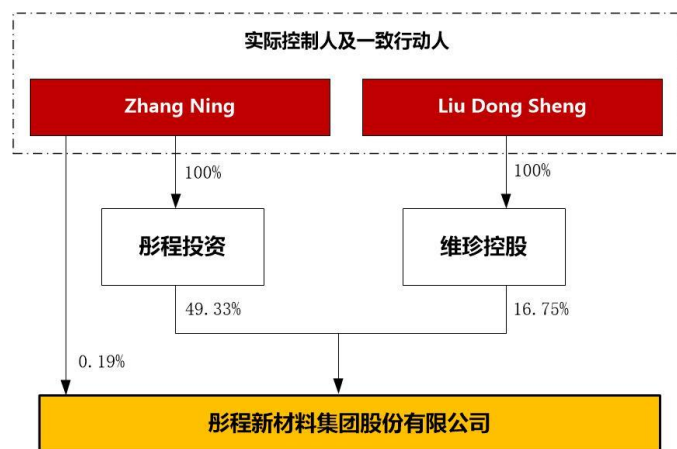 实际控制人及一致行动人
Zhang Ning
Liu Dong Sheng
100%
100%
彤程投资
维珍控股
49.33%
16.75%
0.19%
彤程新材料集团股份有限公司